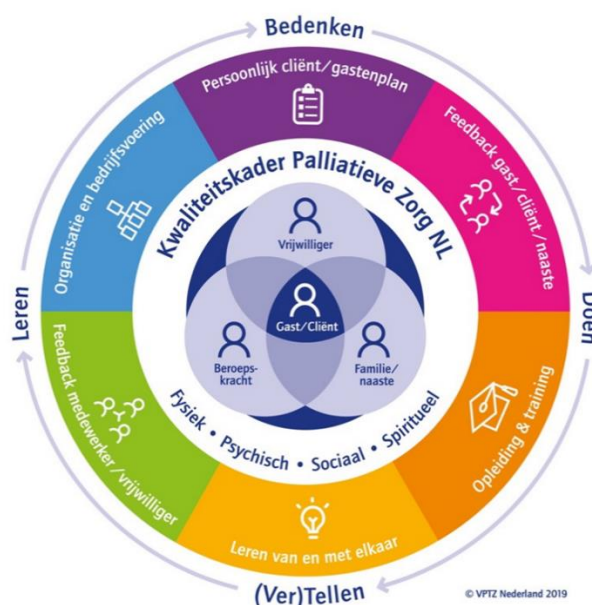 Bedenken
Persoonlijk cliënt/gastenplan
Feedback gast/cliënt/naaste
Doen
Opleiding & training
Leren van en met elkaar
(Ver)Tellen
Feedback medewerker/vrijwilliger
Leren
Organisatie en bedrijfsvoering
Kwaliteitskader Palliatieve Zorg NL
Vrijwilliger
Gast/Cliënt
Beroeps-
kracht
Familie/
naaste
Fysiek • Psychisch • Sociaal • Spiritueel
© VPTZ Nederland 2019